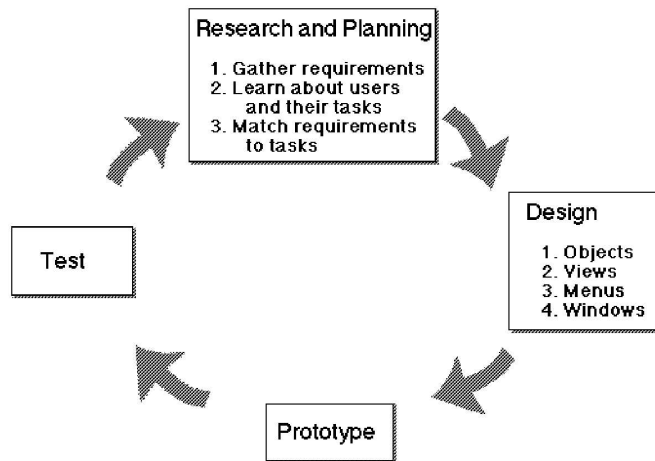 Research and Planning
1. Gather requirements
2. Learn about users
and their tasks
3. Match requirements
to tasks
Design
1. Objects
2. Views
3. Menus
4. Windows
Prototype
Test